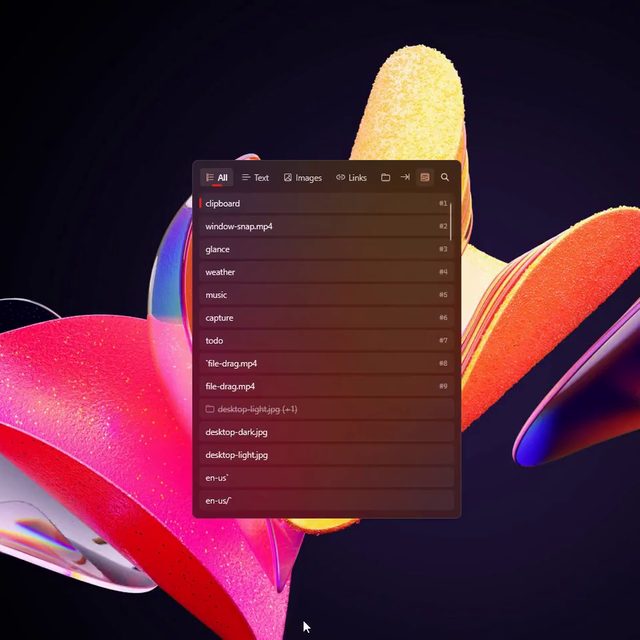 All Text Images Links
clipboard #1
window-snap.mp4 #2
glance #3
weather #4
music #5
capture #6
todo #7
`file-drag.mp4 #8
file-drag.mp4 #9
desktop-light.jpg (+1)
desktop-dark.jpg
desktop-light.jpg
en-us`
en-us/`